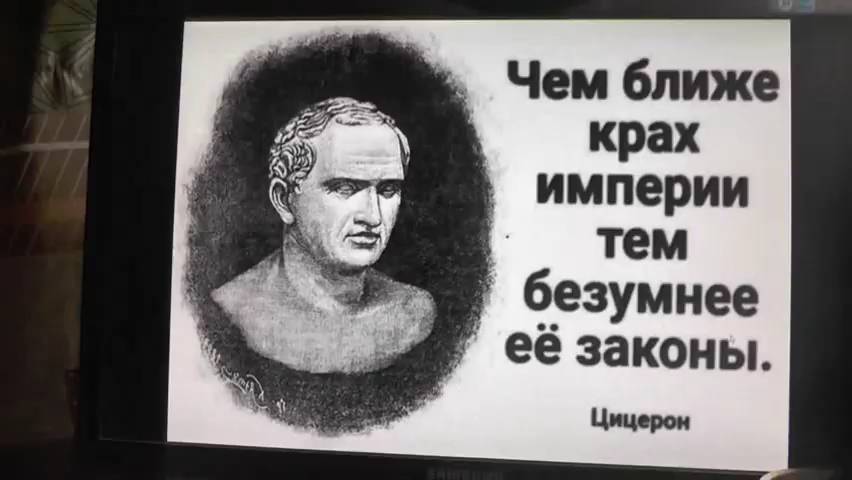 Чем ближе
крах
империи
тем
безумнее
её законы.
Цицерон